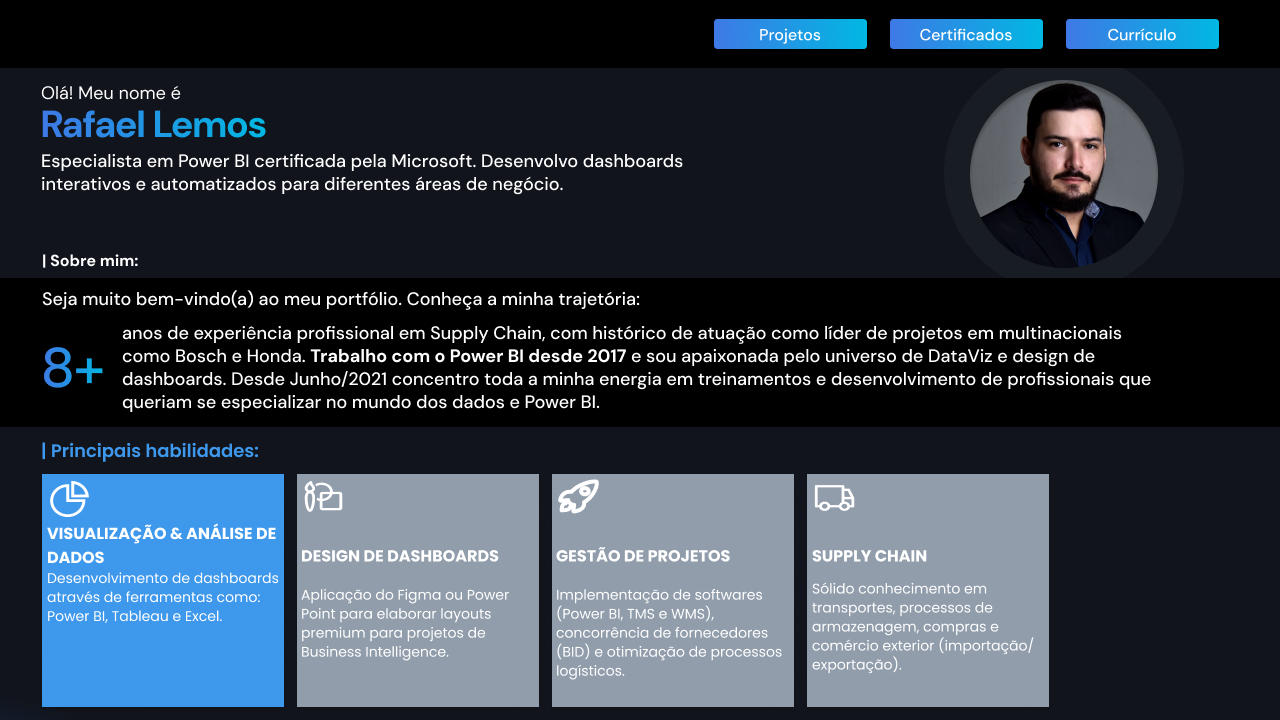 Projetos
Certificados
Currículo
Olá! Meu nome é
Rafael Lemos
Especialista em Power BI certificada pela Microsoft. Desenvolvo dashboards
interativos e automatizados para diferentes áreas de negócio.
| Sobre mim:
Seja muito bem-vindo(a) ao meu portfólio. Conheça a minha trajetória:
8+
anos de experiência profissional em Supply Chain, com histórico de atuação como líder de projetos em multinacionais
como Bosch e Honda. Trabalho com o Power BI desde 2017 e sou apaixonada pelo universo de DataViz e design de
dashboards. Desde Junho/2021 concentro toda a minha energia em treinamentos e desenvolvimento de profissionais que
queriam se especializar no mundo dos dados e Power BI.
| Principais habilidades:
VISUALIZAÇÃO & ANÁLISE DE
DADOS
Desenvolvimento de dashboards
através de ferramentas como:
Power BI, Tableau e Excel.
DESIGN DE DASHBOARDS
Aplicação do Figma ou Power
Point para elaborar layouts
premium para projetos de
Business Intelligence.
GESTÃO DE PROJETOS
Implementação de softwares
(Power BI, TMS e WMS),
concorrência de fornecedores
(BID) e otimização de processos
logísticos.
SUPPLY CHAIN
Sólido conhecimento em
transportes, processos de
armazenagem, compras e
comércio exterior (importação/
exportação).